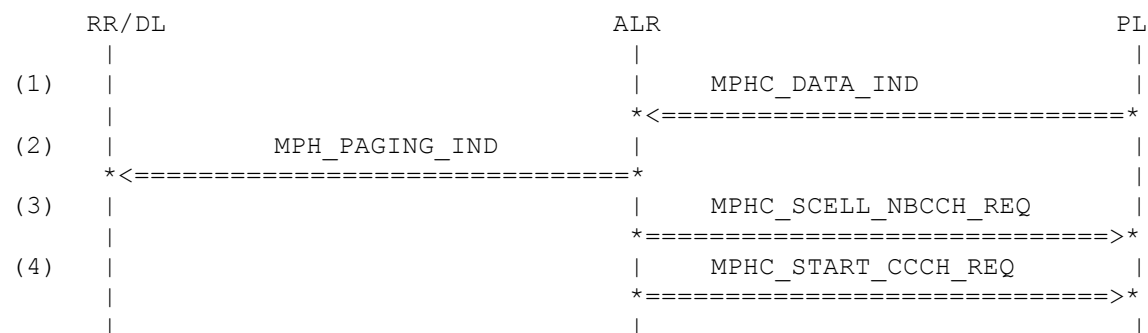 RR/DL ALR PL
(1) MPHC_DATA_IND
(2) MPH_PAGING_IND
(3) MPHC_SCELL_NBCCH_REQ
(4) MPHC_START_CCCH_REQ